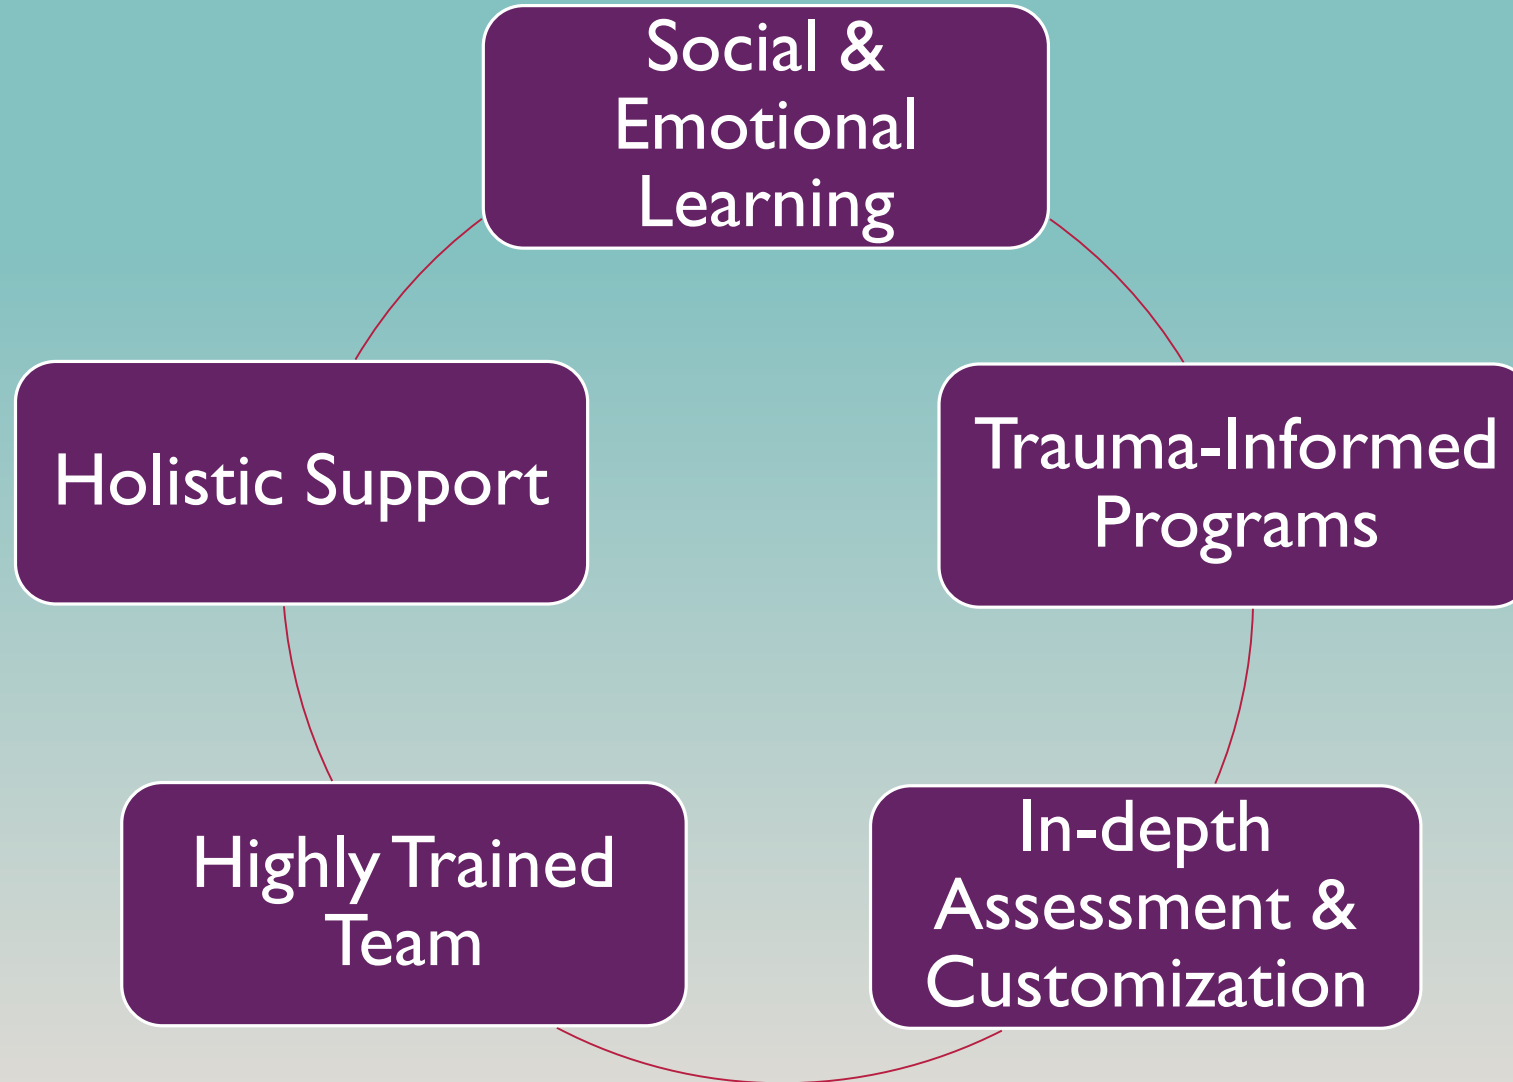 Social &
Emotional
Learning
Trauma-Informed
Programs
In-depth
Assessment &
Customization
Highly Trained
Team
Holistic Support